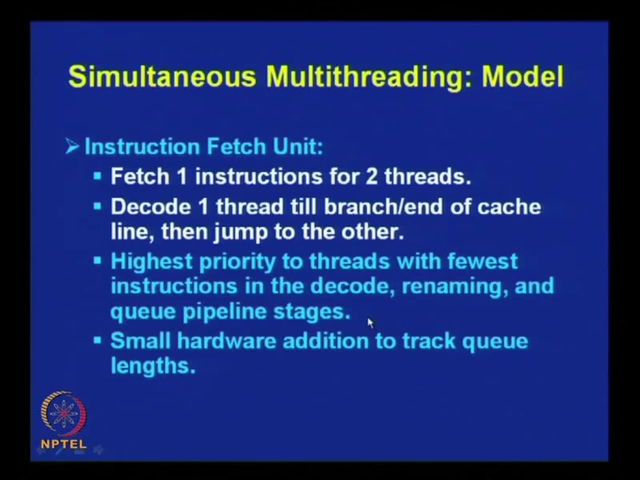 Simultaneous Multithreading: Model
➢ Instruction Fetch Unit:
▪ Fetch 1 instructions for 2 threads.
▪ Decode 1 thread till branch/end of cache
line, then jump to the other.
▪ Highest priority to threads with fewest
instructions in the decode, renaming, and
queue pipeline stages.
▪ Small hardware addition to track queue
lengths.
NPTEL